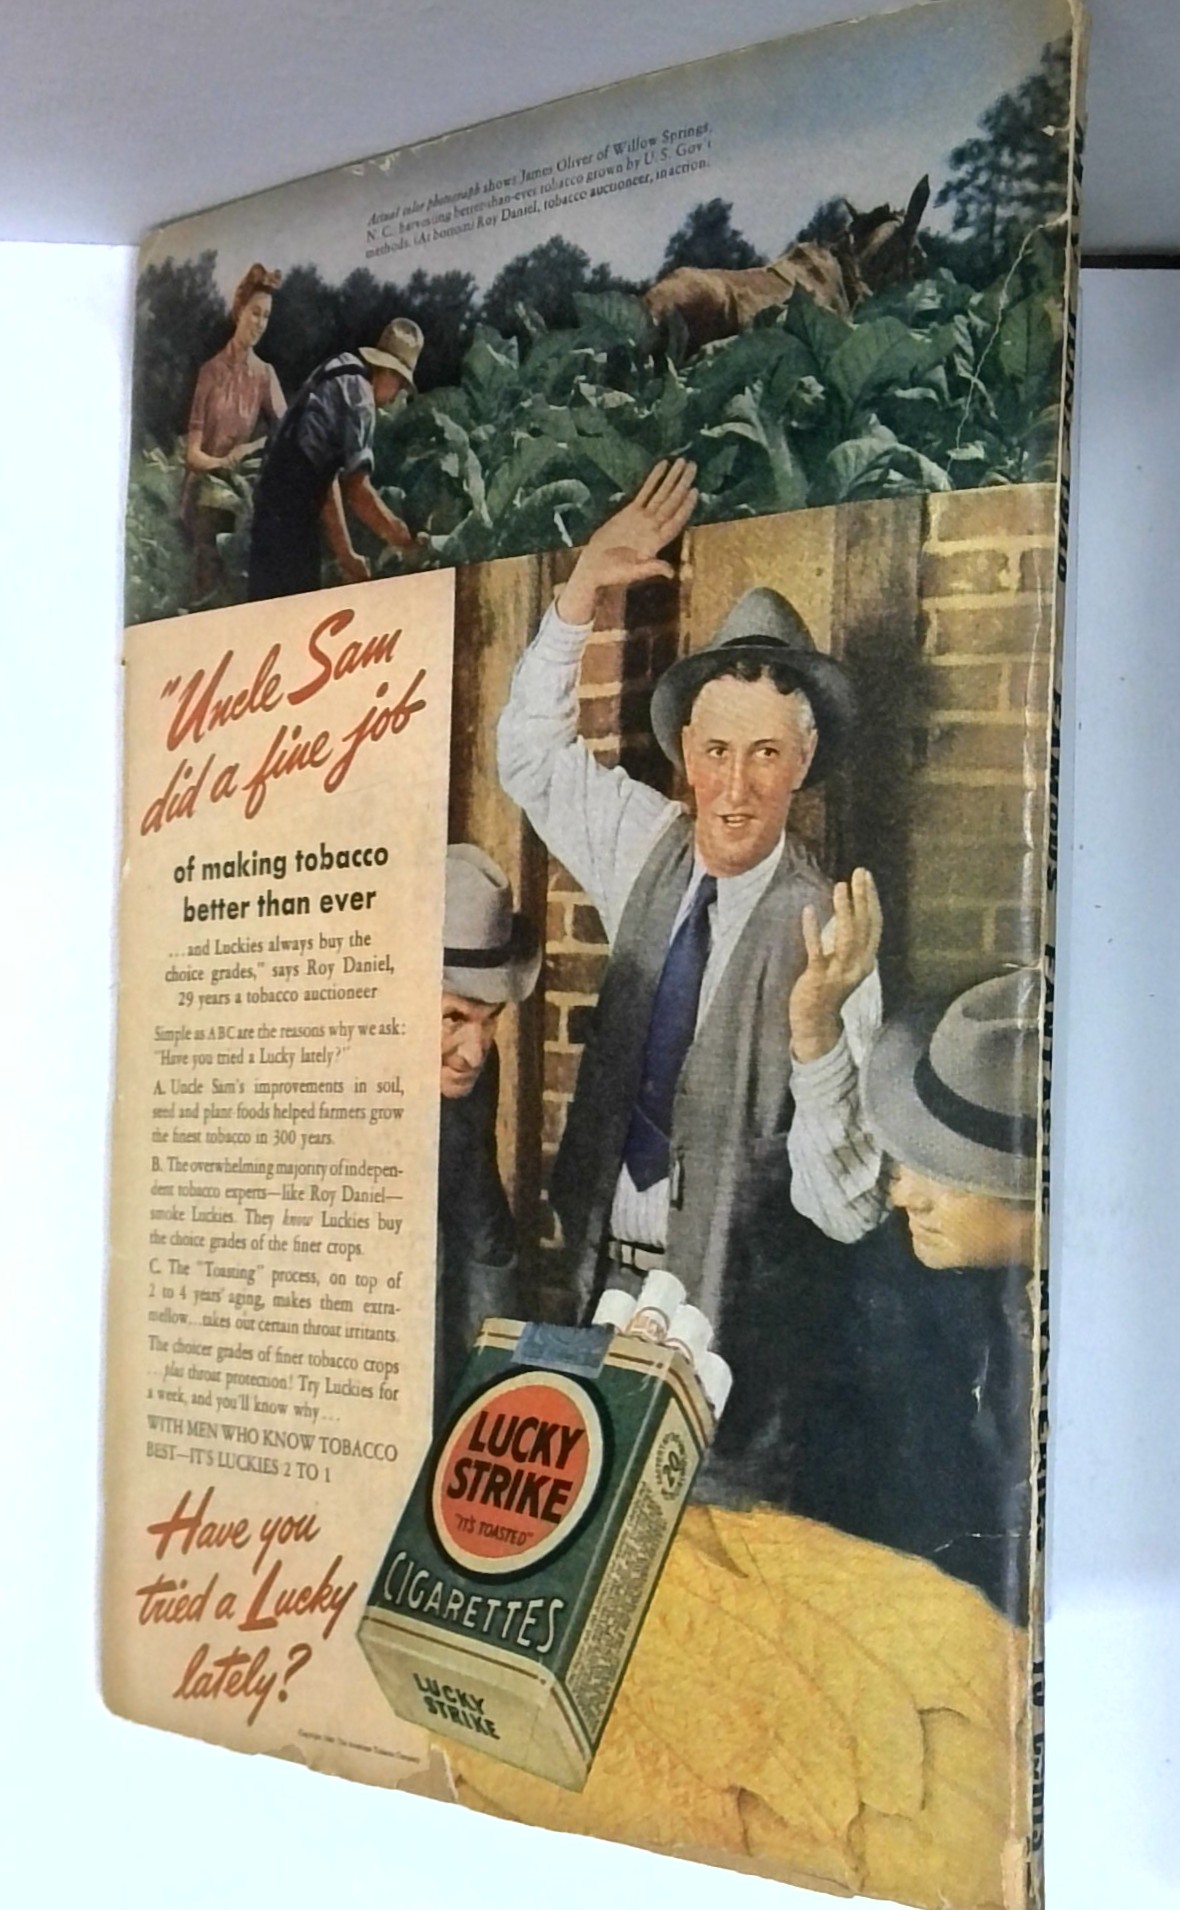 Actual color photograph shows James Oliver of Willow Springs,
N. C., harvesting better-than-ever tobacco grown by U. S. Gov't
methods. (At bottom) Roy Daniel, tobacco auctioneer, in action.
"Uncle Sam
did a fine job
of making tobacco
better than ever
...and Luckies always buy the
choice grades," says Roy Daniel,
29 years a tobacco auctioneer
Simple as A B C are the reasons why we ask:
"Have you tried a Lucky lately?"
A. Uncle Sam's improvements in soil,
seed and plant foods helped farmers grow
the finest tobacco in 300 years.
B. The overwhelming majority of indepen-
dent tobacco experts—like Roy Daniel—
smoke Luckies. They know Luckies buy
the choice grades of the finer crops.
C. The "Toasting" process, on top of
2 to 4 years' aging, makes them extra-
mellow...takes out certain throat irritants.
The choicer grades of finer tobacco crops
...plus throat protection! Try Luckies for
a week, and you'll know why...
WITH MEN WHO KNOW TOBACCO
BEST—IT'S LUCKIES 2 TO 1
Have you
tried a Lucky
lately?
LUCKY
STRIKE
"IT'S TOASTED"
CIGARETTES
LUCKY
STRIKE
20